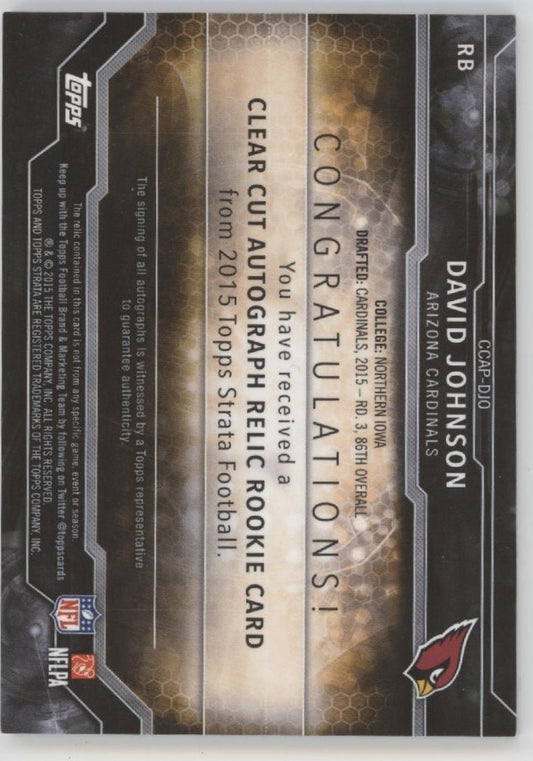 CCAP-DJO
RB
DAVID JOHNSON
ARIZONA CARDINALS
COLLEGE: NORTHERN IOWA
DRAFTED: CARDINALS, 2015 – RD. 3, 86TH OVERALL
CONGRATULATIONS!
You have received a
CLEAR CUT AUTOGRAPH RELIC ROOKIE CARD
from 2015 Topps Strata Football.
The signing of all autographs is witnessed by a Topps representative
to guarantee authenticity.
topps®
NFL
NFLPA
The relic contained in this card is not from any specific game, event or season.
Keep up with the Topps Football Brand & Marketing Team by following on Twitter @toppscards
® & © 2015 THE TOPPS COMPANY, INC. ALL RIGHTS RESERVED.
TOPPS AND TOPPS STRATA ARE REGISTERED TRADEMARKS OF THE TOPPS COMPANY, INC.